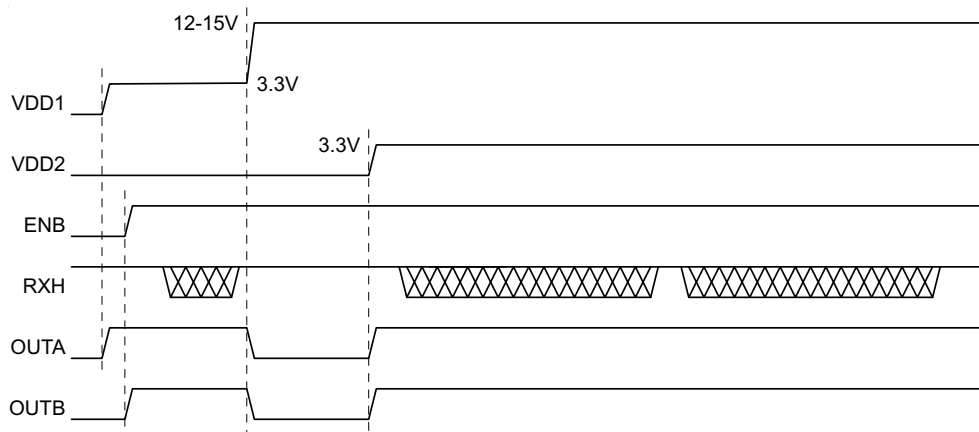 12-15V
3.3V
VDD1
3.3V
VDD2
ENB
RXH
OUTA
OUTB